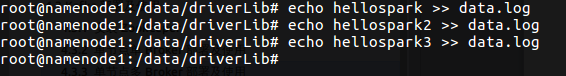 root@namenode1:/data/driverLib# echo hellospark >> data.log
root@namenode1:/data/driverLib# echo hellospark2 >> data.log
root@namenode1:/data/driverLib# echo hellospark3 >> data.log
root@namenode1:/data/driverLib#